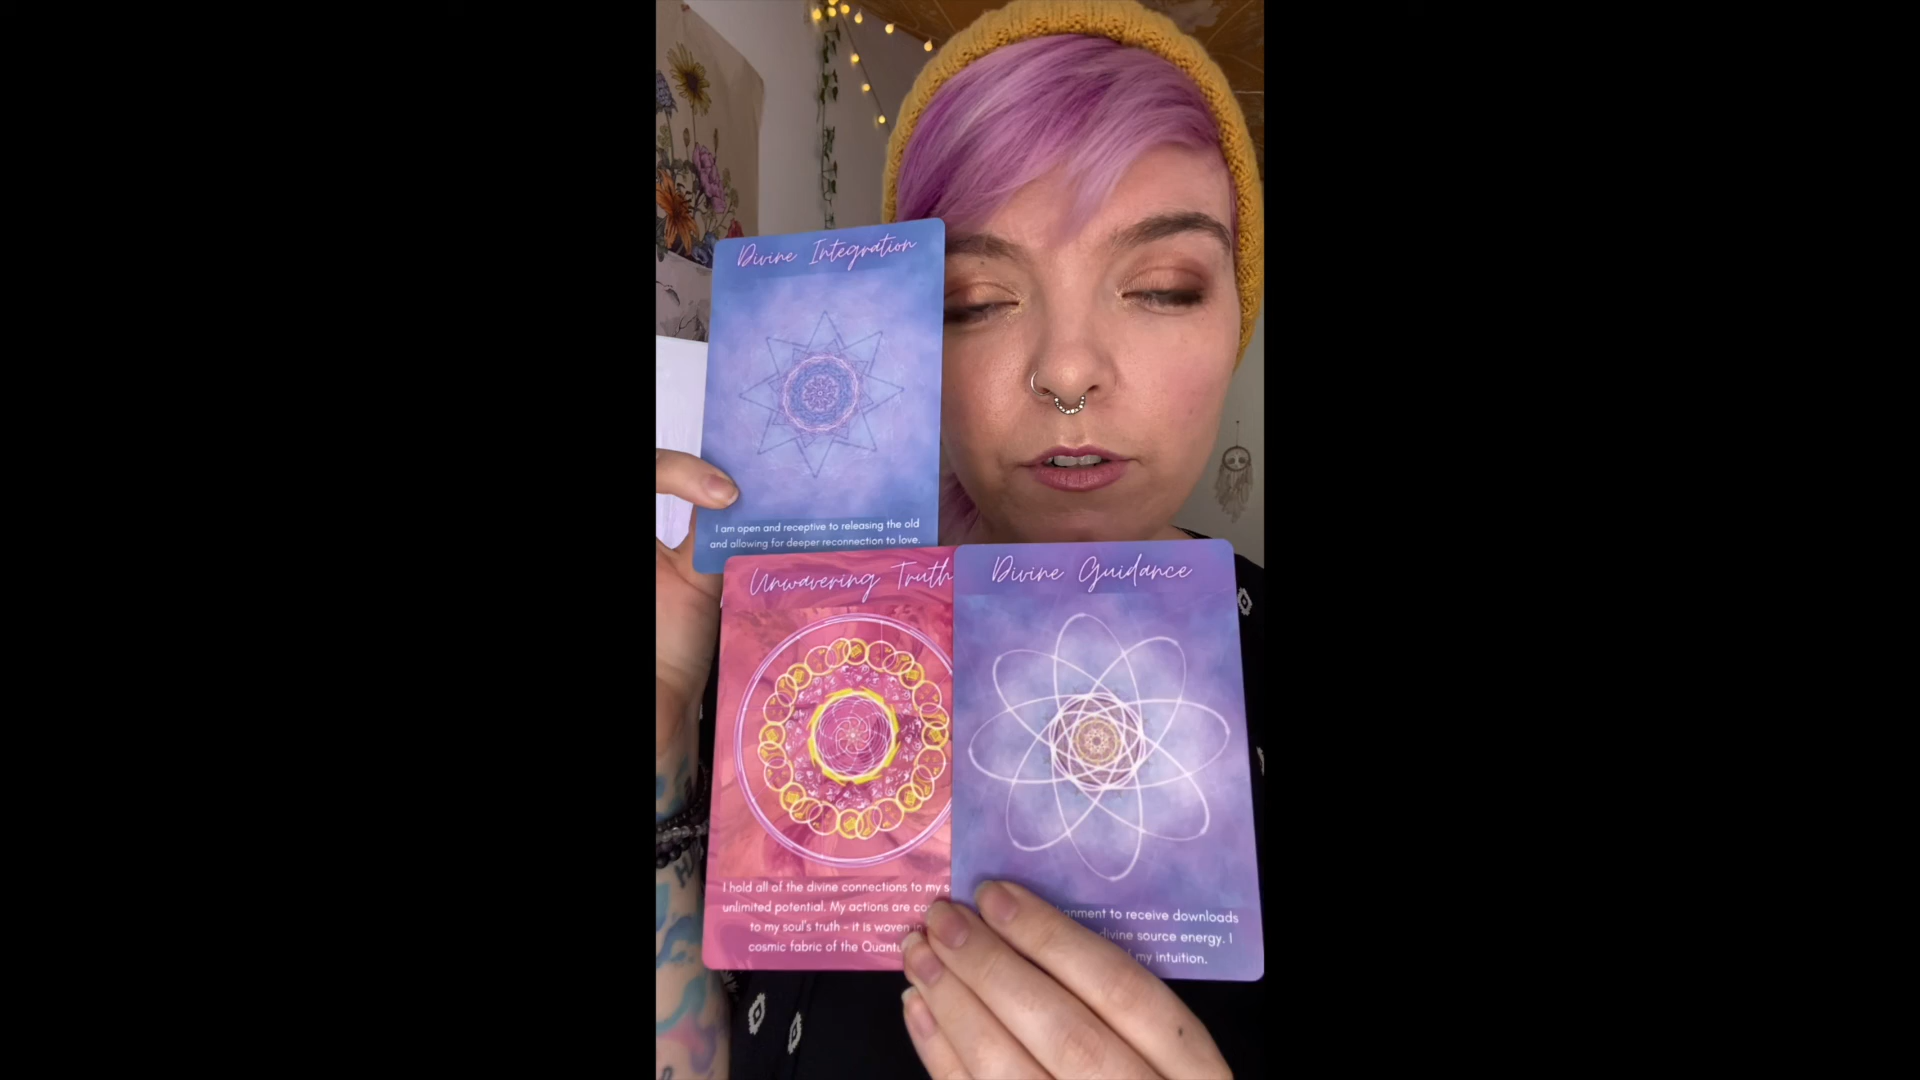 Divine Integration
I am open and receptive to releasing the old
and allowing for deeper reconnection to love.
Unwavering Truth
I hold all of the divine connections to my
unlimited potential. My actions are
to my soul's truth - it is woven
cosmic fabric of the
Divine Guidance
to receive downloads
divine source energy. I
my intuition.